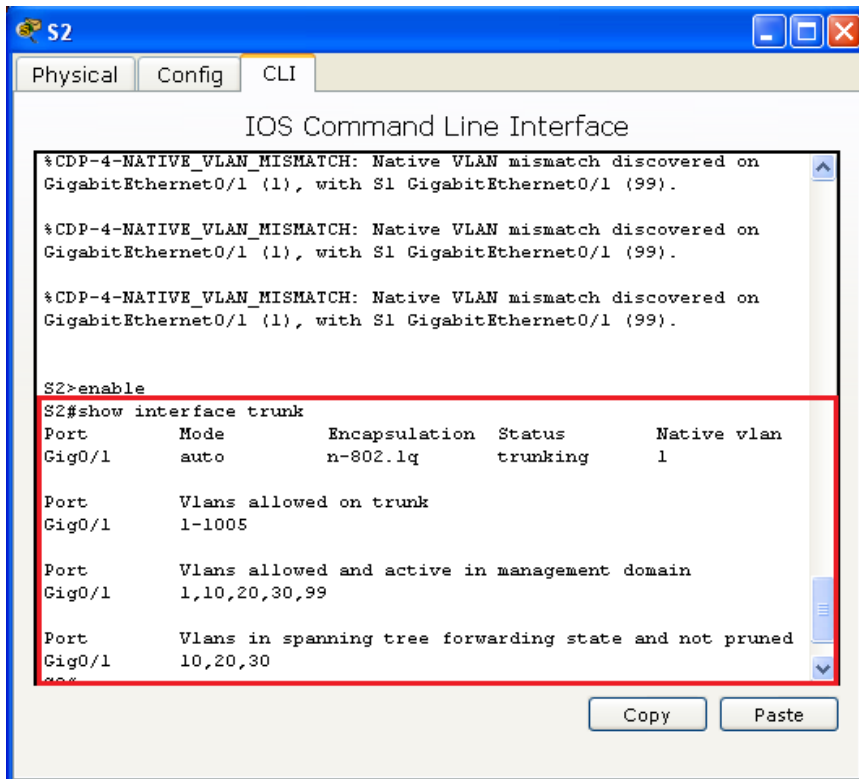 S2
Physical Config CLI
IOS Command Line Interface
%CDP-4-NATIVE_VLAN_MISMATCH: Native VLAN mismatch discovered on
GigabitEthernet0/1 (1), with S1 GigabitEthernet0/1 (99).
%CDP-4-NATIVE_VLAN_MISMATCH: Native VLAN mismatch discovered on
GigabitEthernet0/1 (1), with S1 GigabitEthernet0/1 (99).
%CDP-4-NATIVE_VLAN_MISMATCH: Native VLAN mismatch discovered on
GigabitEthernet0/1 (1), with S1 GigabitEthernet0/1 (99).
S2>enable
S2#show interface trunk
Port Mode Encapsulation Status Native vlan
Gig0/1 auto n-802.1q trunking 1
Port Vlans allowed on trunk
Gig0/1 1-1005
Port Vlans allowed and active in management domain
Gig0/1 1,10,20,30,99
Port Vlans in spanning tree forwarding state and not pruned
Gig0/1 10,20,30
Copy Paste